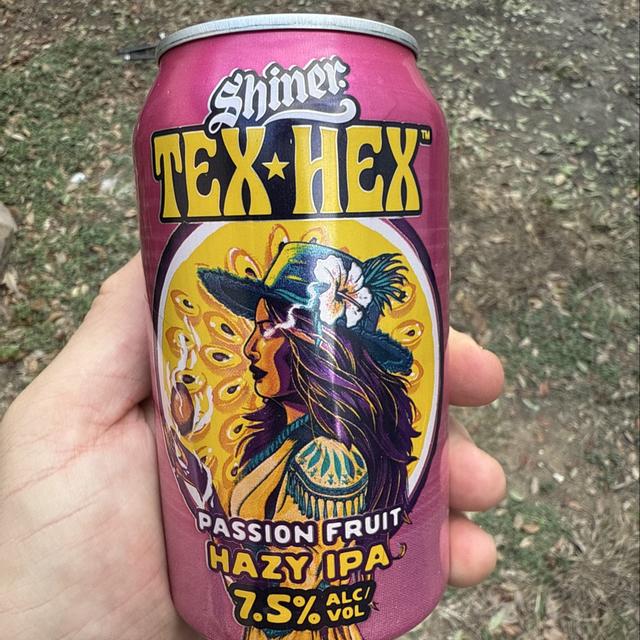 Shiner
TEX★HEX™
PASSION FRUIT
HAZY IPA
7.5% ALC/
VOL